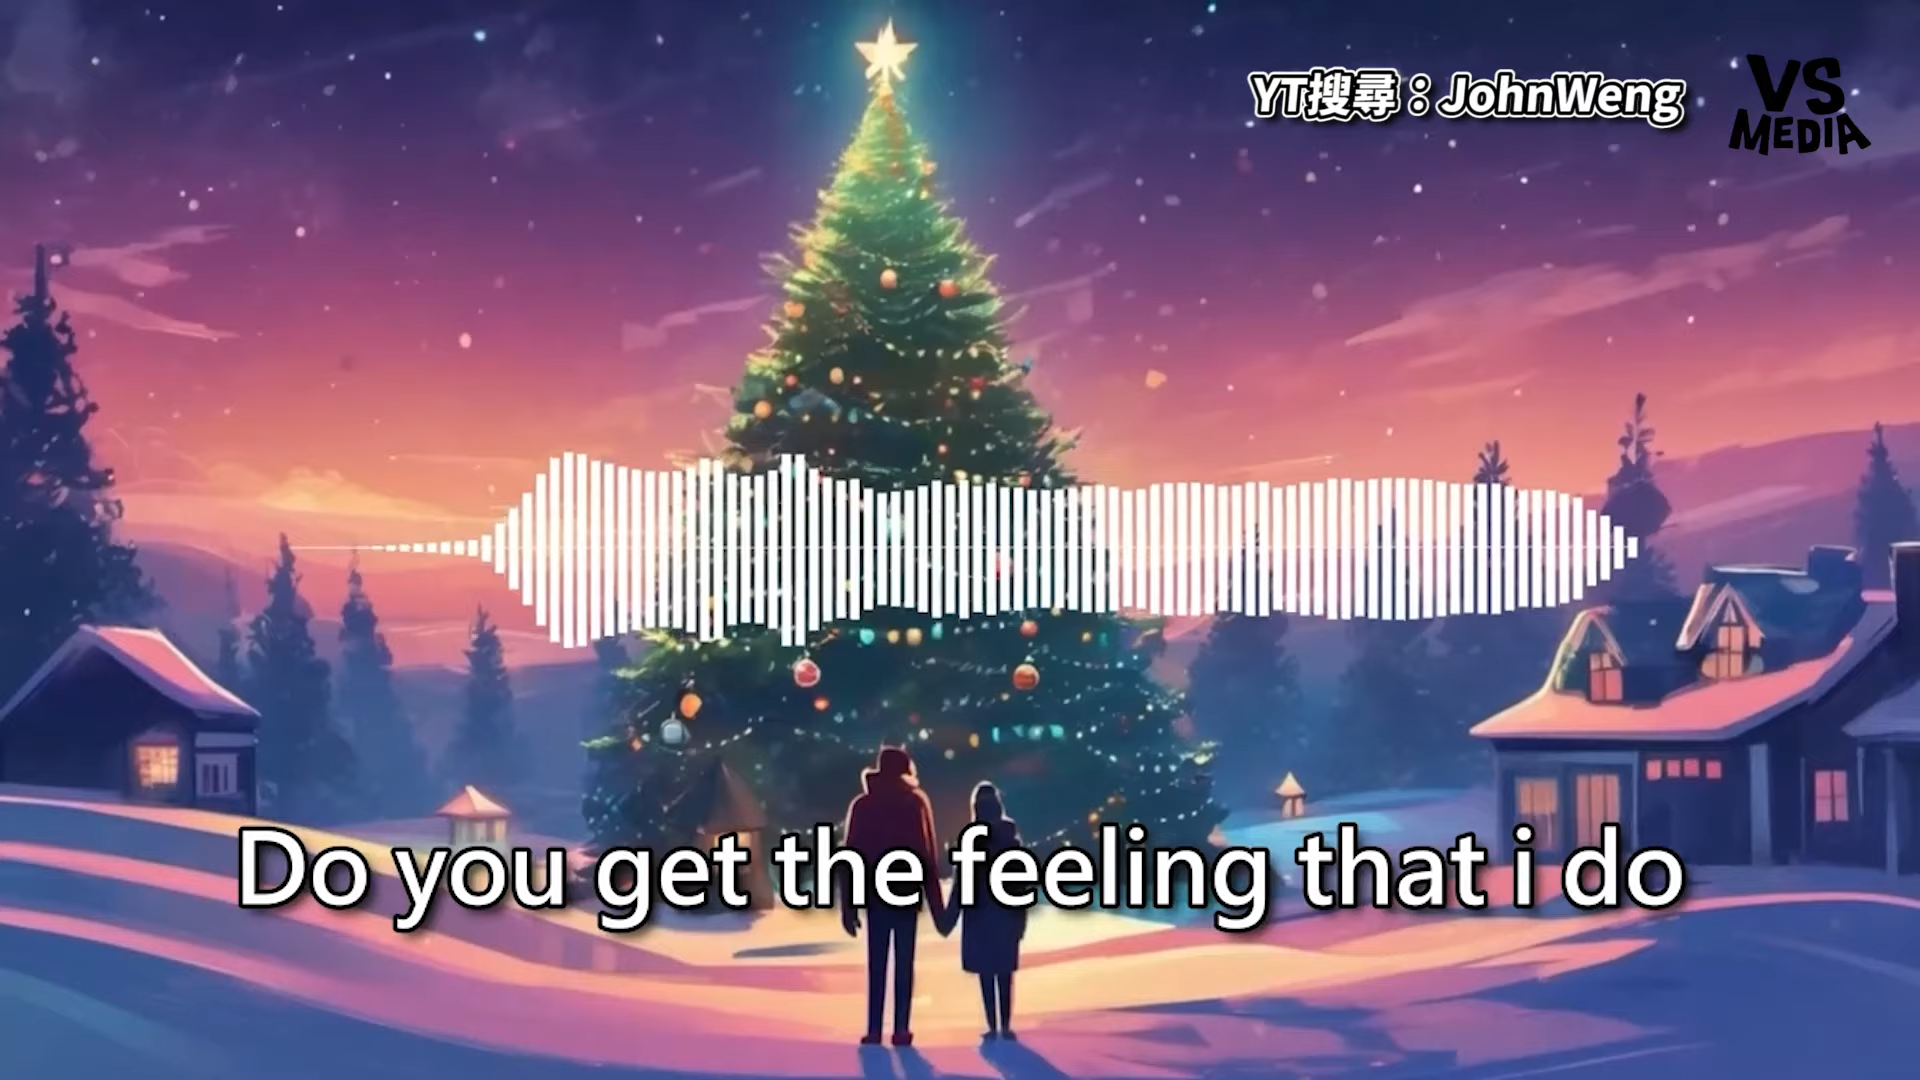 YT搜尋：JohnWeng
VS
MEDIA
Do you get the feeling that i do